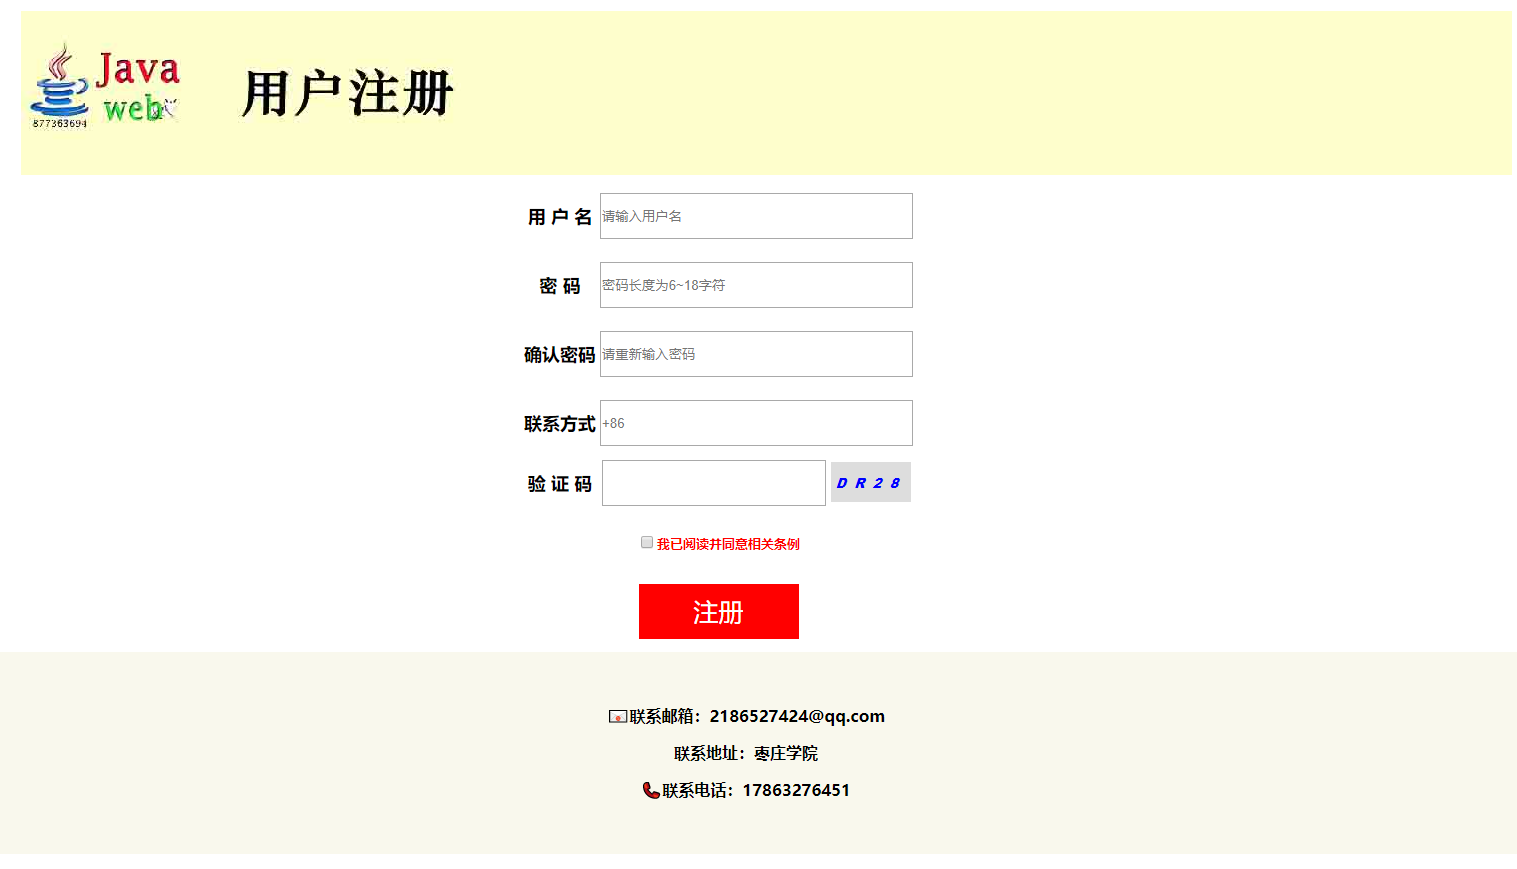 Java
web
877363694
用户注册
用 户 名 请输入用户名
密 码 密码长度为6~18字符
确认密码 请重新输入密码
联系方式 +86
验 证 码 DR28
我已阅读并同意相关条例
注册
联系邮箱：2186527424@qq.com
联系地址：枣庄学院
联系电话：17863276451